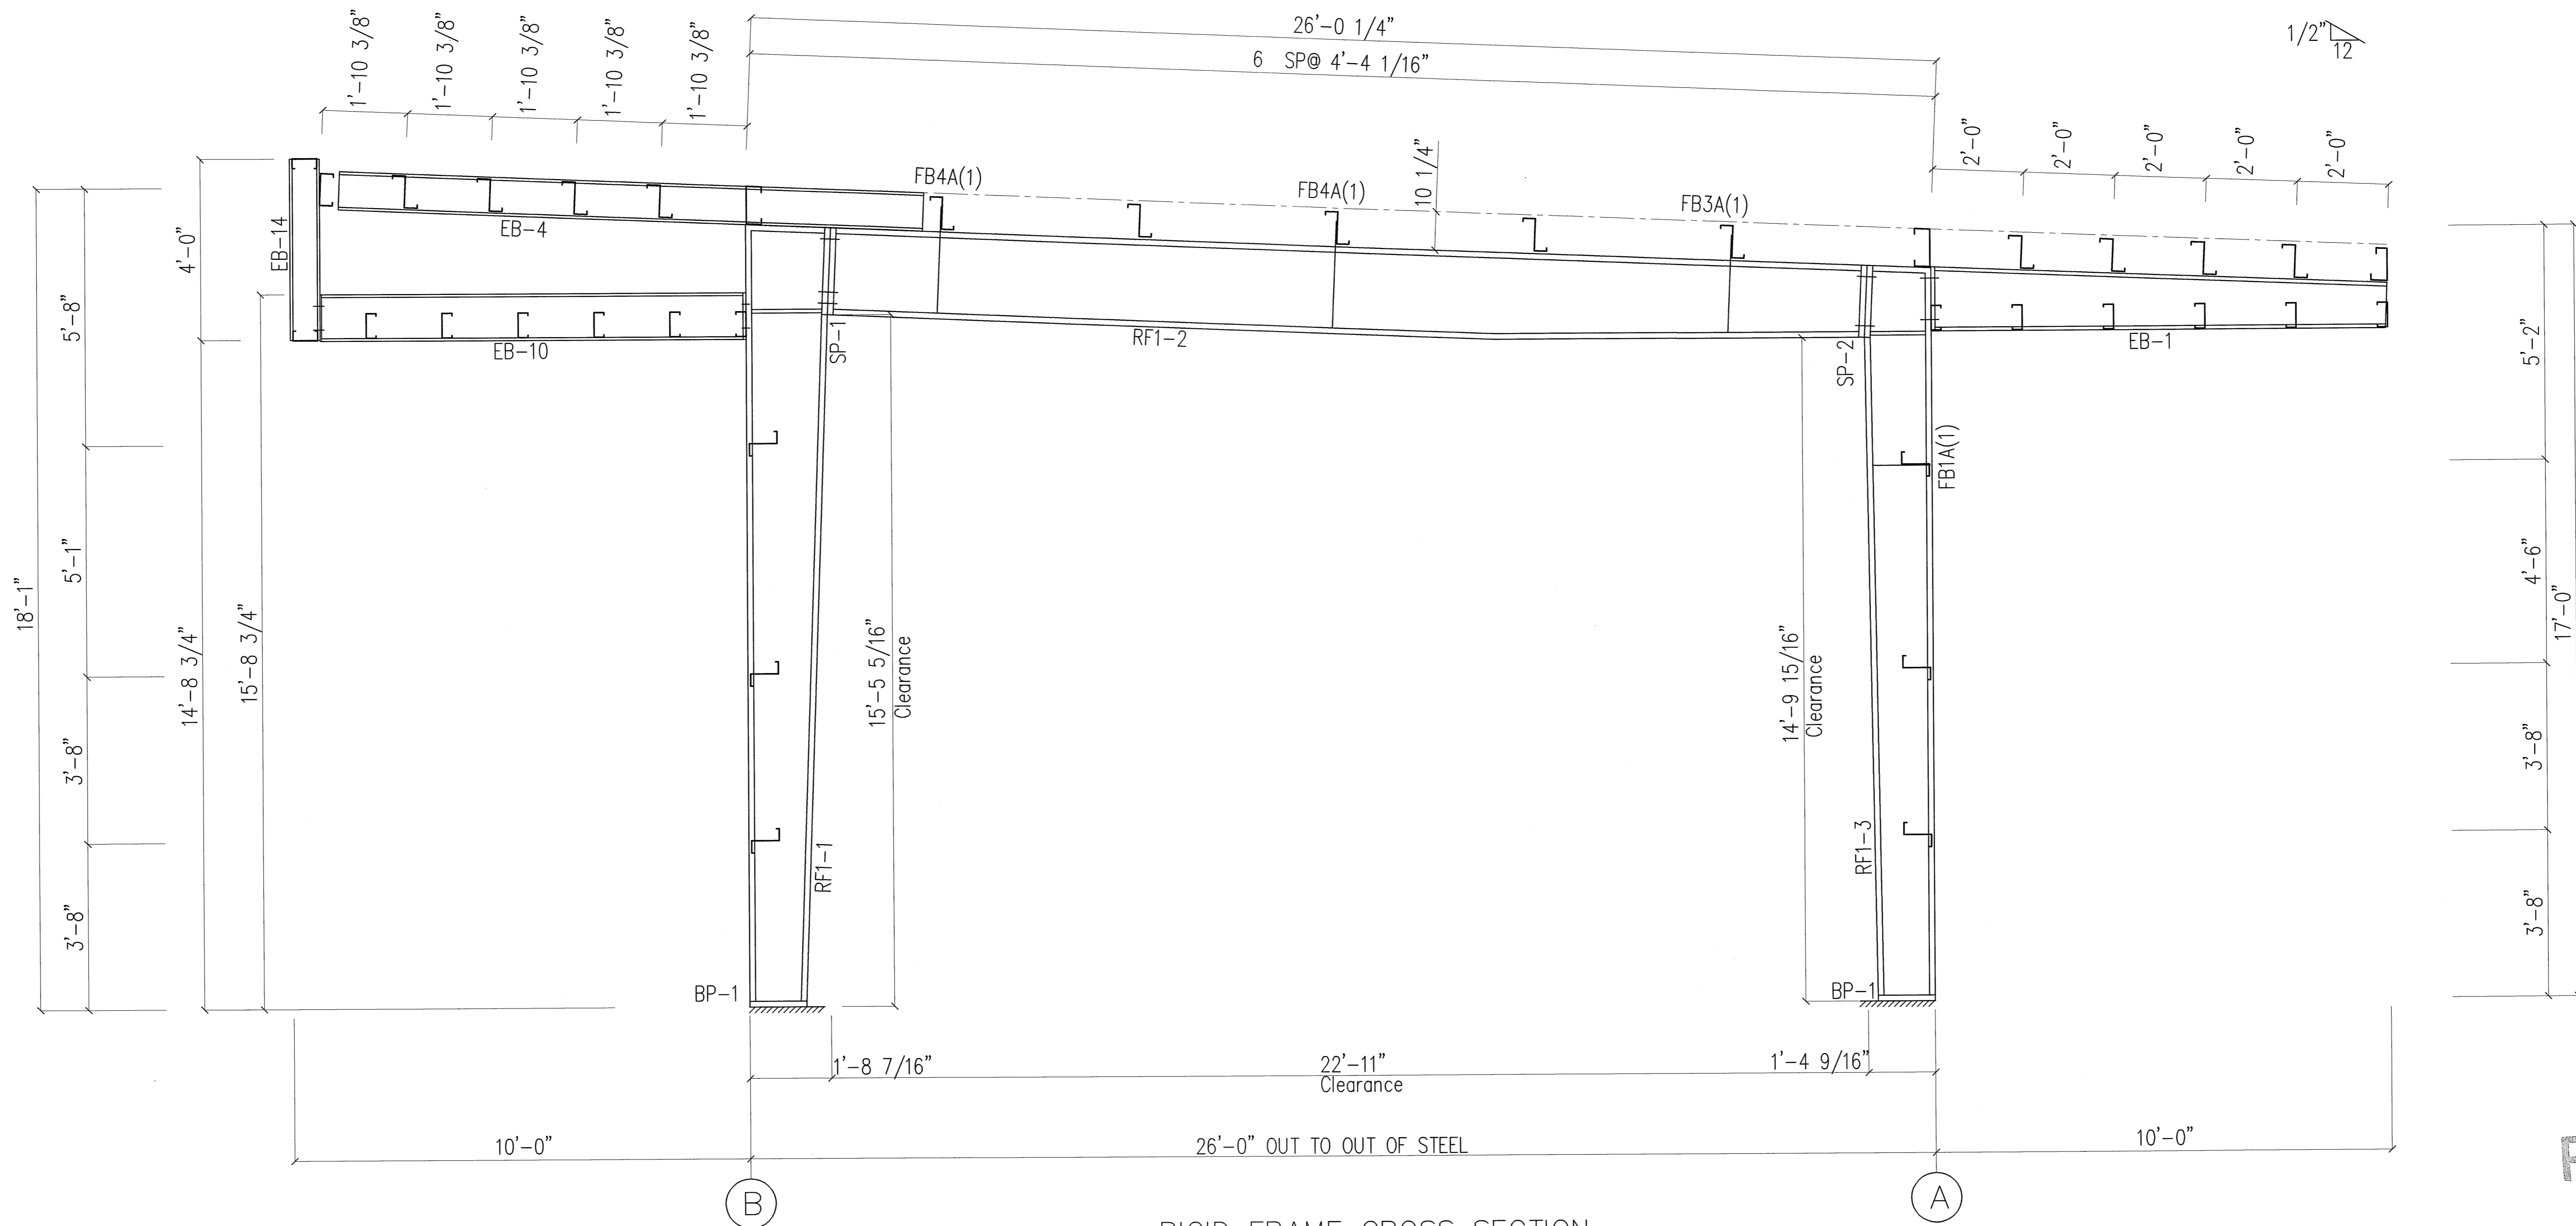 26'-0 1/4"
6 SP@ 4'-4 1/16"
1/2"
12
1'-10 3/8"
1'-10 3/8"
1'-10 3/8"
1'-10 3/8"
1'-10 3/8"
2'-0"
2'-0"
2'-0"
2'-0"
2'-0"
10 1/4"
FB4A(1)
FB4A(1)
FB3A(1)
EB-14
EB-4
EB-10
SP-1
RF1-2
SP-2
EB-1
FB1A(1)
4'-0"
5'-8"
5'-1"
3'-8"
3'-8"
18'-1"
14'-8 3/4"
15'-8 3/4"
15'-5 5/16"
Clearance
14'-9 15/16"
Clearance
5'-2"
4'-6"
3'-8"
3'-8"
17'-0"
RF1-1
RF1-3
BP-1
BP-1
1'-8 7/16"
22'-11"
Clearance
1'-4 9/16"
10'-0"
26'-0" OUT TO OUT OF STEEL
10'-0"
B
A
RIGID FRAME CROSS SECTION